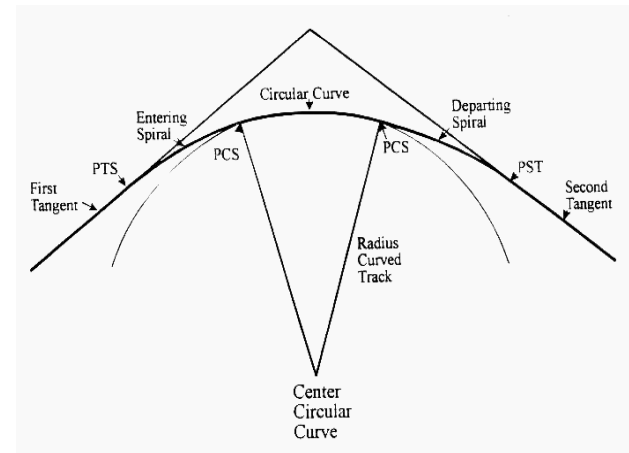 Circular Curve
Entering
Spiral
Departing
Spiral
PTS
PCS
PCS
PST
First
Tangent
Second
Tangent
Radius
Curved
Track
Center
Circular
Curve